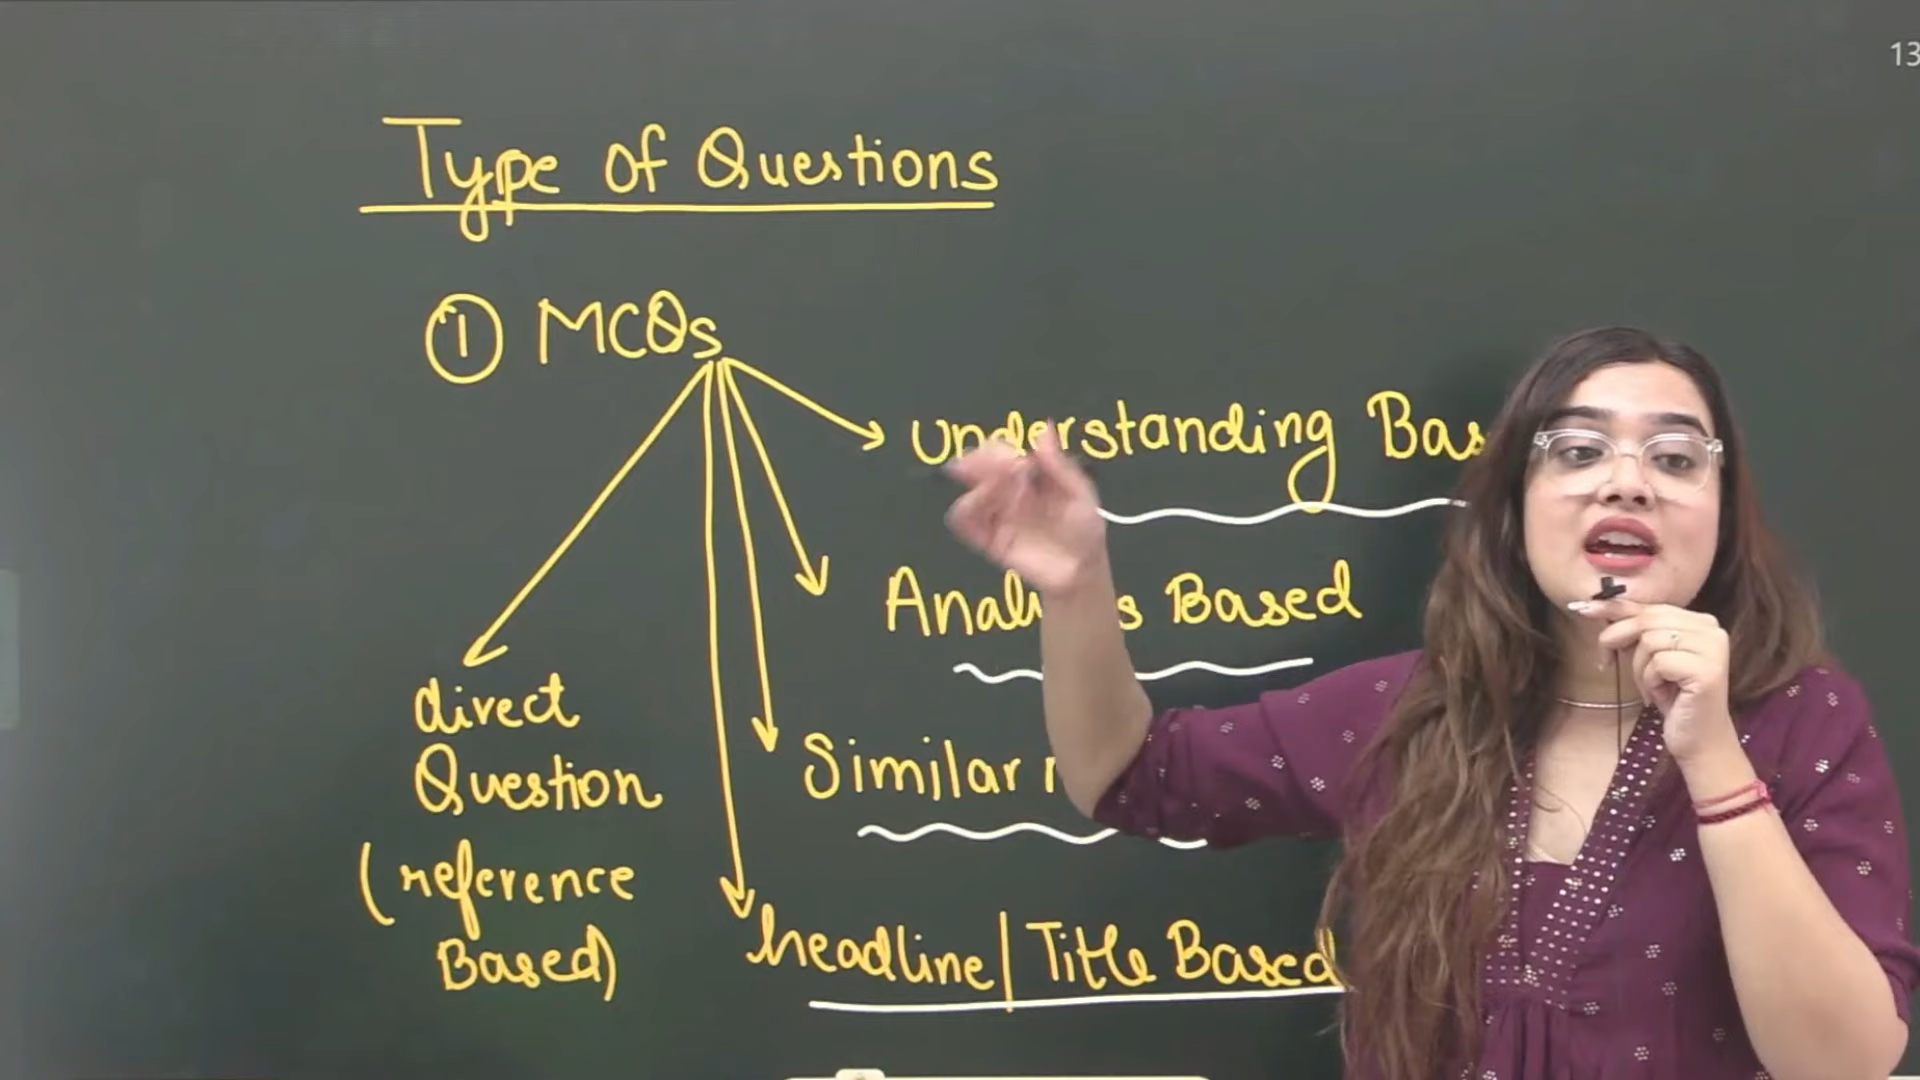 13
Type of Questions
① MCQs
Understanding
Based
Similar
direct
Question
(reference
Based)
headline/Title Based